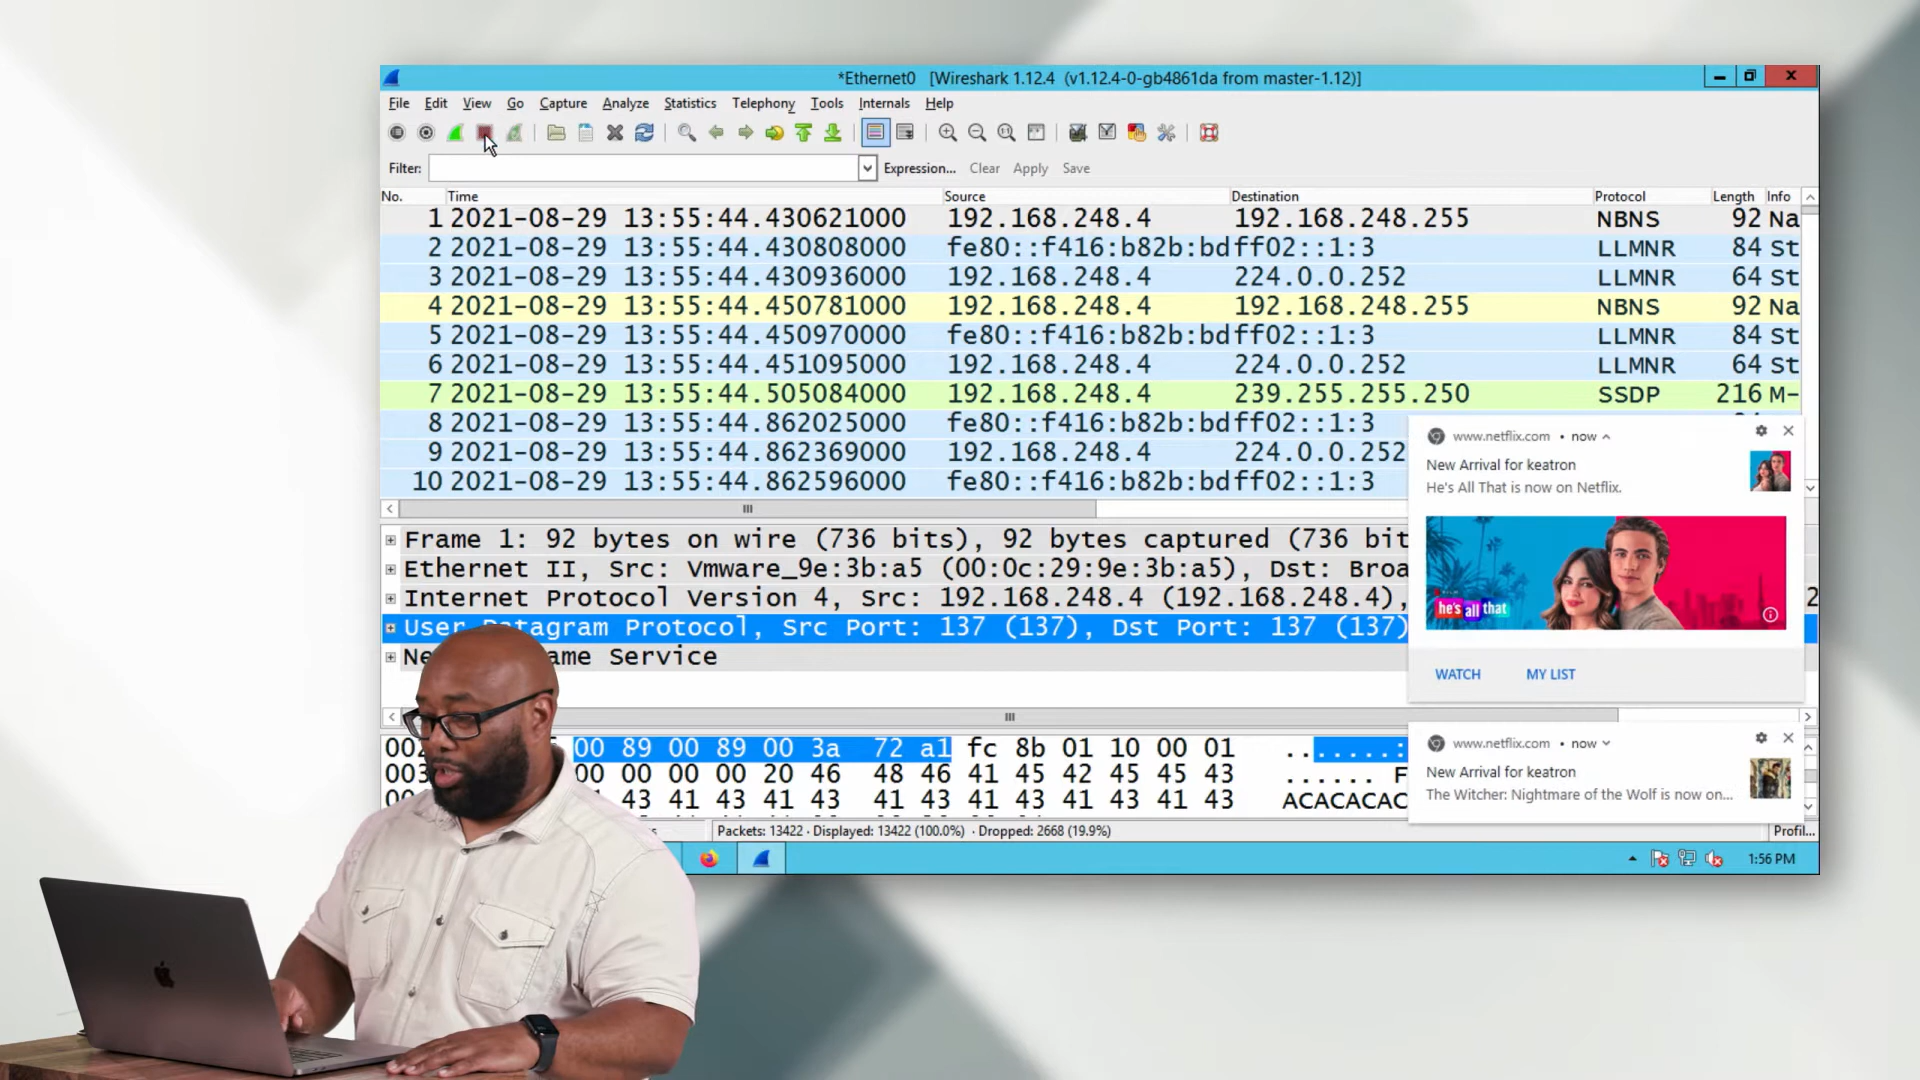 *Ethernet0 [Wireshark 1.12.4 (v1.12.4-0-gb4861da from master-1.12)]
File Edit View Go Capture Analyze Statistics Telephony Tools Internals Help
Filter: Expression... Clear Apply Save
No. Time Source Destination Protocol Length Info
1 2021-08-29 13:55:44.430621000 192.168.248.4 192.168.248.255 NBNS 92 Na
2 2021-08-29 13:55:44.430808000 fe80::f416:b82b:bd ff02::1:3 LLMNR 84 St
3 2021-08-29 13:55:44.430936000 192.168.248.4 224.0.0.252 LLMNR 64 St
4 2021-08-29 13:55:44.450781000 192.168.248.4 192.168.248.255 NBNS 92 Na
5 2021-08-29 13:55:44.450970000 fe80::f416:b82b:bd ff02::1:3 LLMNR 84 St
6 2021-08-29 13:55:44.451095000 192.168.248.4 224.0.0.252 LLMNR 64 St
7 2021-08-29 13:55:44.505084000 192.168.248.4 239.255.255.250 SSDP 216 M-
8 2021-08-29 13:55:44.862025000 fe80::f416:b82b:bd ff02::1:3
9 2021-08-29 13:55:44.862369000 192.168.248.4 224.0.0.252
10 2021-08-29 13:55:44.862596000 fe80::f416:b82b:bd ff02::1:3
Frame 1: 92 bytes on wire (736 bits), 92 bytes captured (736 bit
Ethernet II, Src: Vmware_9e:3b:a5 (00:0c:29:9e:3b:a5), Dst: Broa
Internet Protocol Version 4, Src: 192.168.248.4 (192.168.248.4), 2
User Datagram Protocol, Src Port: 137 (137), Dst Port: 137 (137)
Ne ame Service
002 00 89 00 89 00 3a 72 a1 fc 8b 01 10 00 01 ........:
003 00 00 00 00 20 46 48 46 41 45 42 45 45 43 ...... F
00 43 41 43 41 43 41 43 41 43 41 43 41 43 ACACACAC
Packets: 13422 · Displayed: 13422 (100.0%) · Dropped: 2668 (19.9%) Profil...
1:56 PM
www.netflix.com • now
New Arrival for keatron
He's All That is now on Netflix.
he's all that
WATCH MY LIST
www.netflix.com • now
New Arrival for keatron
The Witcher: Nightmare of the Wolf is now on...